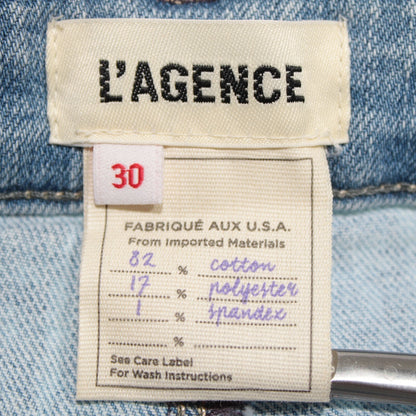 L'AGENCE
30
FABRIQUÉ AUX U.S.A.
From Imported Materials
82 % cotton
17 % polyester
1 % spandex
%
See Care Label
For Wash Instructions